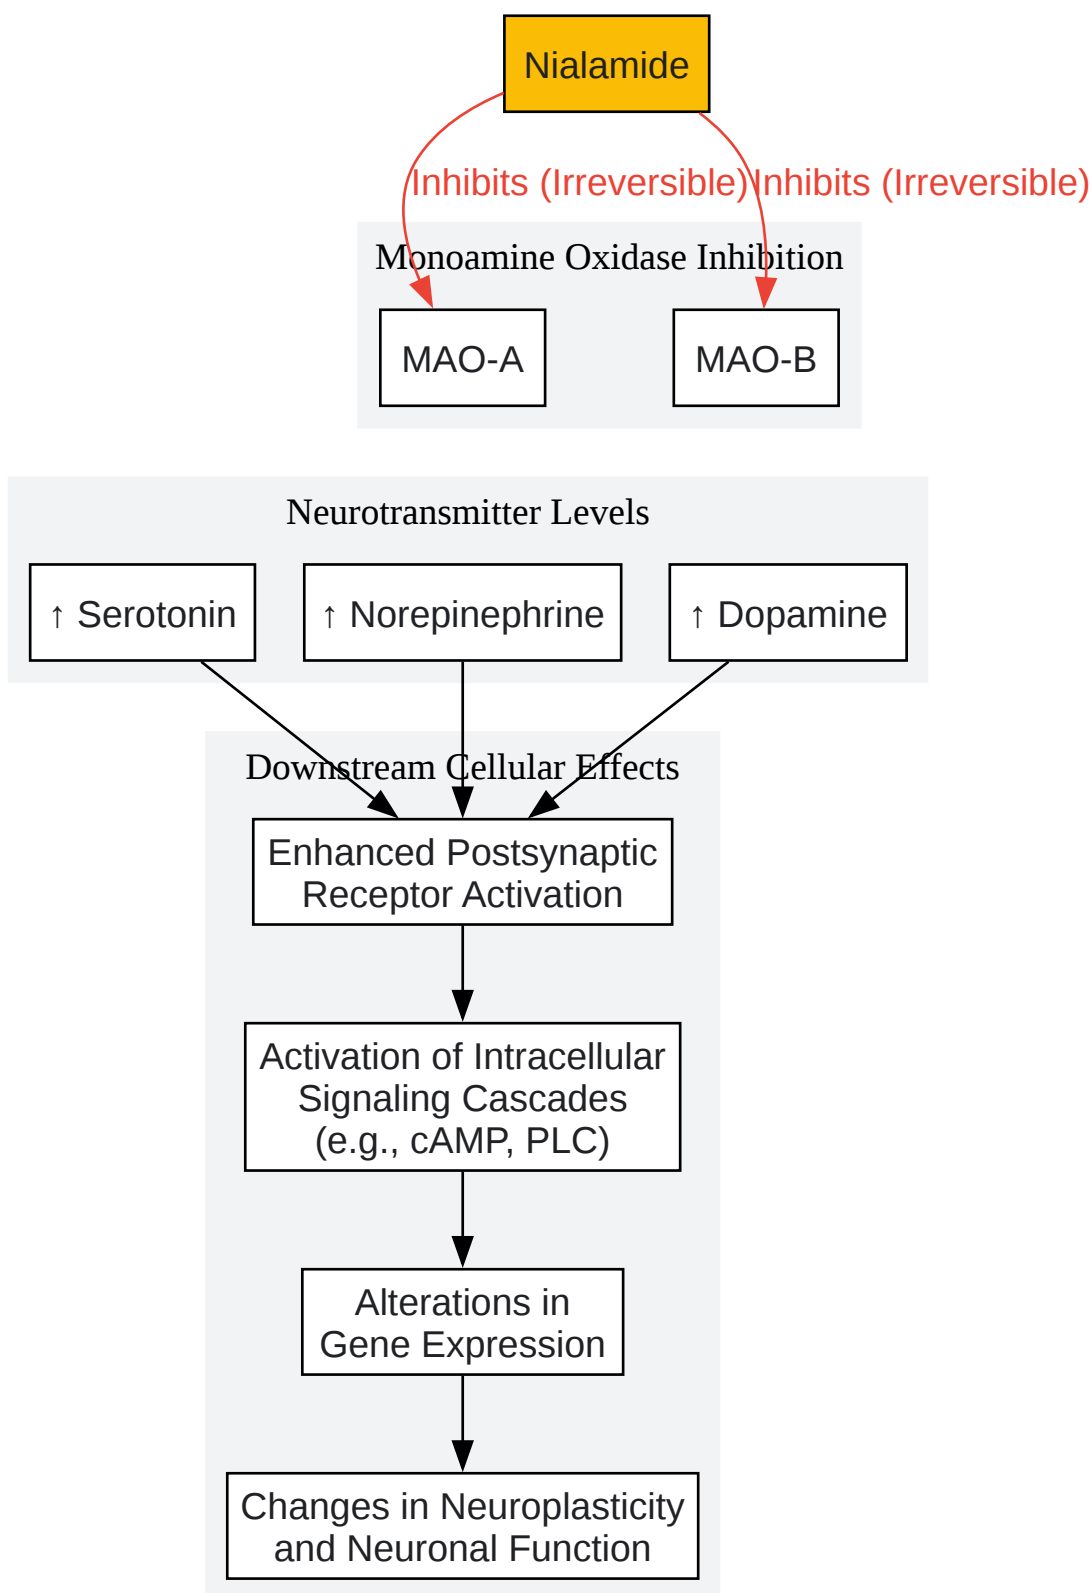 Nialamide
Inhibits (Irreversible)
Inhibits (Irreversible)
Monoamine Oxidase Inhibition
MAO-A
MAO-B
Neurotransmitter Levels
↑ Serotonin
↑ Norepinephrine
↑ Dopamine
Downstream Cellular Effects
Enhanced Postsynaptic
Receptor Activation
Activation of Intracellular
Signaling Cascades
(e.g., cAMP, PLC)
Alterations in
Gene Expression
Changes in Neuroplasticity
and Neuronal Function